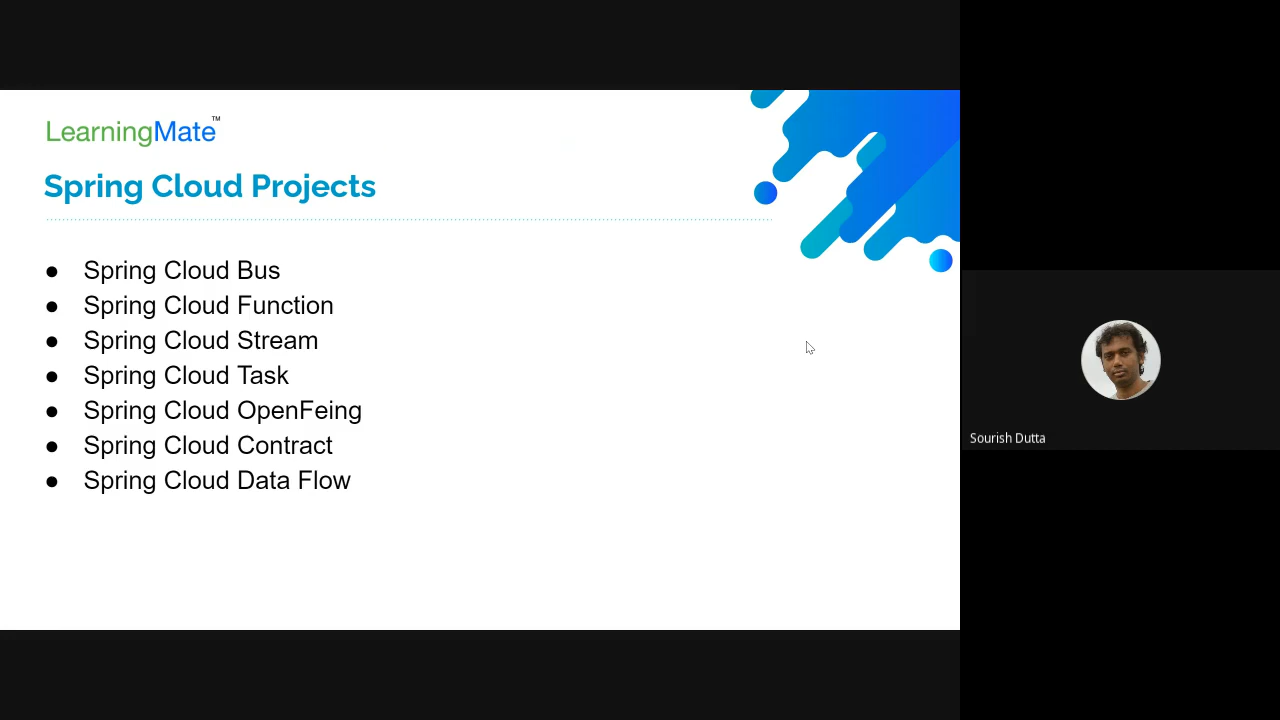 LearningMate™
Spring Cloud Projects
● Spring Cloud Bus
● Spring Cloud Function
● Spring Cloud Stream
● Spring Cloud Task
● Spring Cloud OpenFeing
● Spring Cloud Contract
● Spring Cloud Data Flow
Sourish Dutta